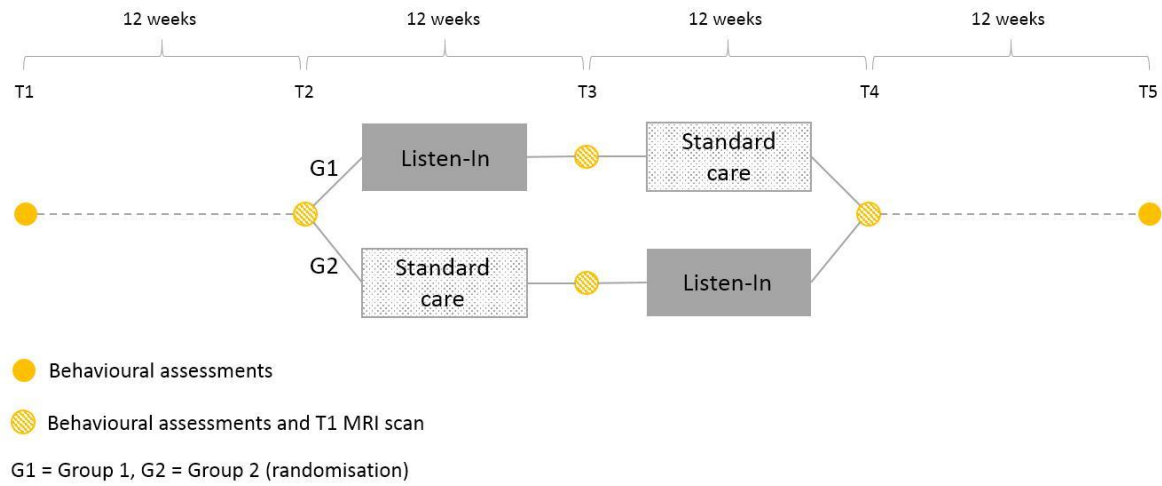 12 weeks 12 weeks 12 weeks 12 weeks
T1 T2 T3 T4 T5
G1
Listen-In
Standard
care
G2
Standard
care
Listen-In
Behavioural assessments
Behavioural assessments and T1 MRI scan
G1 = Group 1, G2 = Group 2 (randomisation)